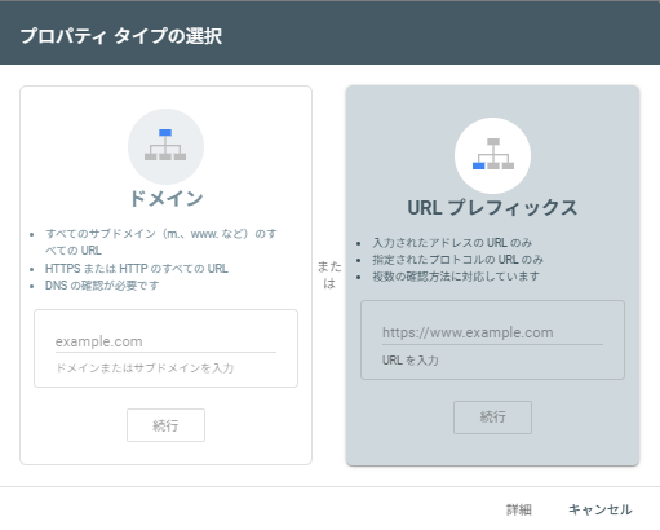 プロパティ タイプの選択
ドメイン
• すべてのサブドメイン（m.、www. など）のす
べての URL
• HTTPS または HTTP のすべての URL
• DNS の確認が必要です
example.com
ドメインまたはサブドメインを入力
続行
また
は
URL プレフィックス
• 入力されたアドレスの URL のみ
• 指定されたプロトコルの URL のみ
• 複数の確認方法に対応しています
https://www.example.com
URL を入力
続行
詳細
キャンセル